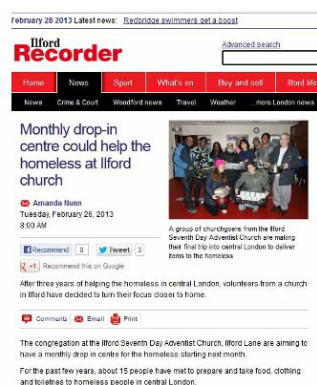 February 28 2013 Latest news: Redbridge swimmers get a boost
Ilford
Recorder
Advanced search
Home News Sport What's on Buy and sell Ilford life
News Crime & Court Woodford news Travel Weather ...more London news
Monthly drop-in
centre could help the
homeless at Ilford
church
Amanda Nunn
Tuesday, February 26, 2013
8:00 AM
Recommend 0 Tweet 3
+1 Recommend this on Google
A group of churchgoers from the Ilford
Seventh Day Adventist Church are making
their final trip into central London to deliver
items to the homeless
After three years of helping the homeless in central London, volunteers from a church
in Ilford have decided to turn their focus closer to home.
Comments Email Print
The congregation at the Ilford Seventh Day Adventist Church, Ilford Lane are aiming to
have a monthly drop in centre for the homeless starting next month.
For the past few years, about 15 people have met to prepare and take food, clothing
and toiletries to homeless people in central London.